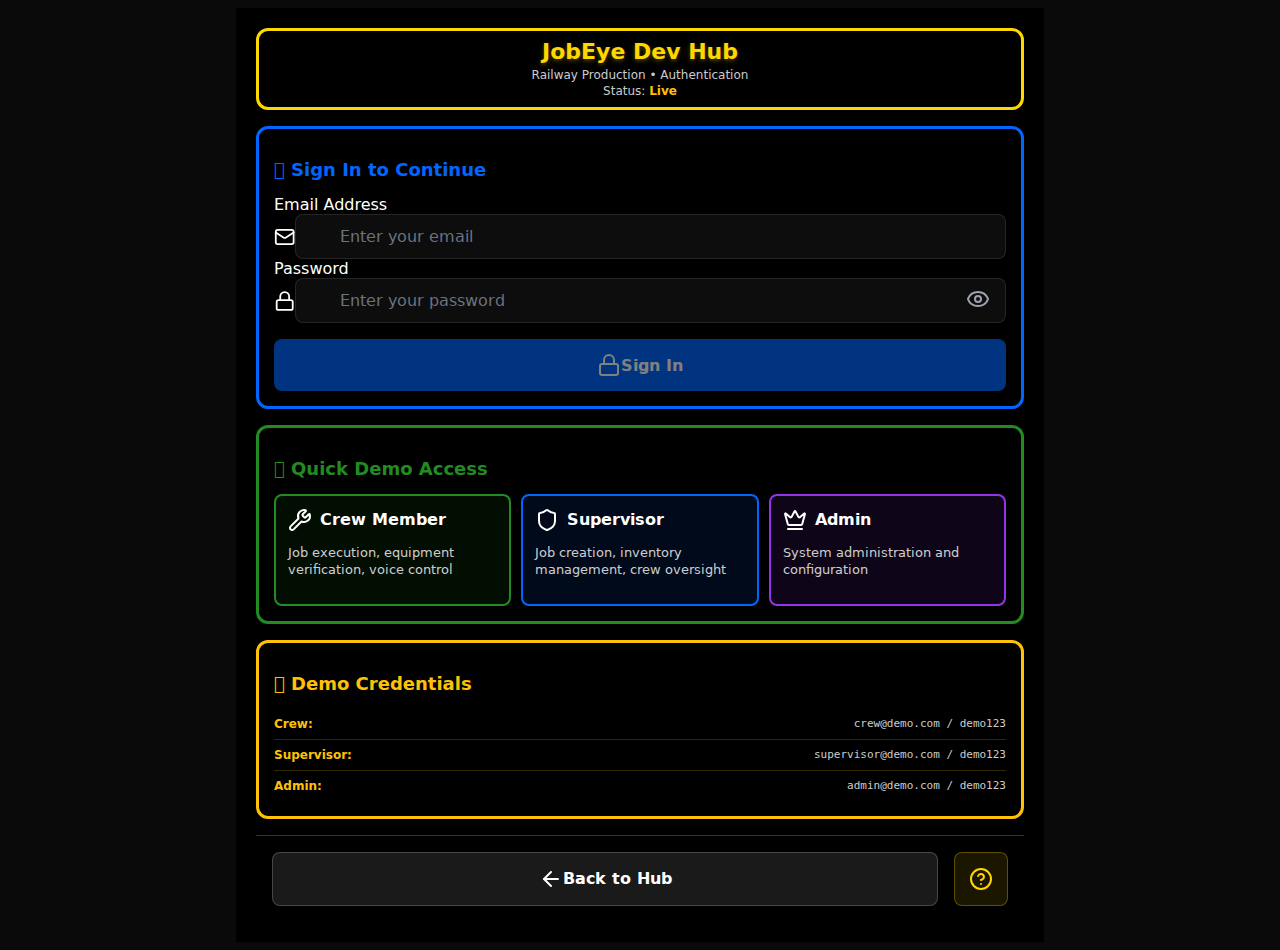 JobEye Dev Hub
Railway Production • Authentication
Status: Live
Sign In to Continue
Email Address
Enter your email
Password
Enter your password
Sign In
Quick Demo Access
Crew Member
Job execution, equipment
verification, voice control
Supervisor
Job creation, inventory
management, crew oversight
Admin
System administration and
configuration
Demo Credentials
Crew: crew@demo.com / demo123
Supervisor: supervisor@demo.com / demo123
Admin: admin@demo.com / demo123
Back to Hub